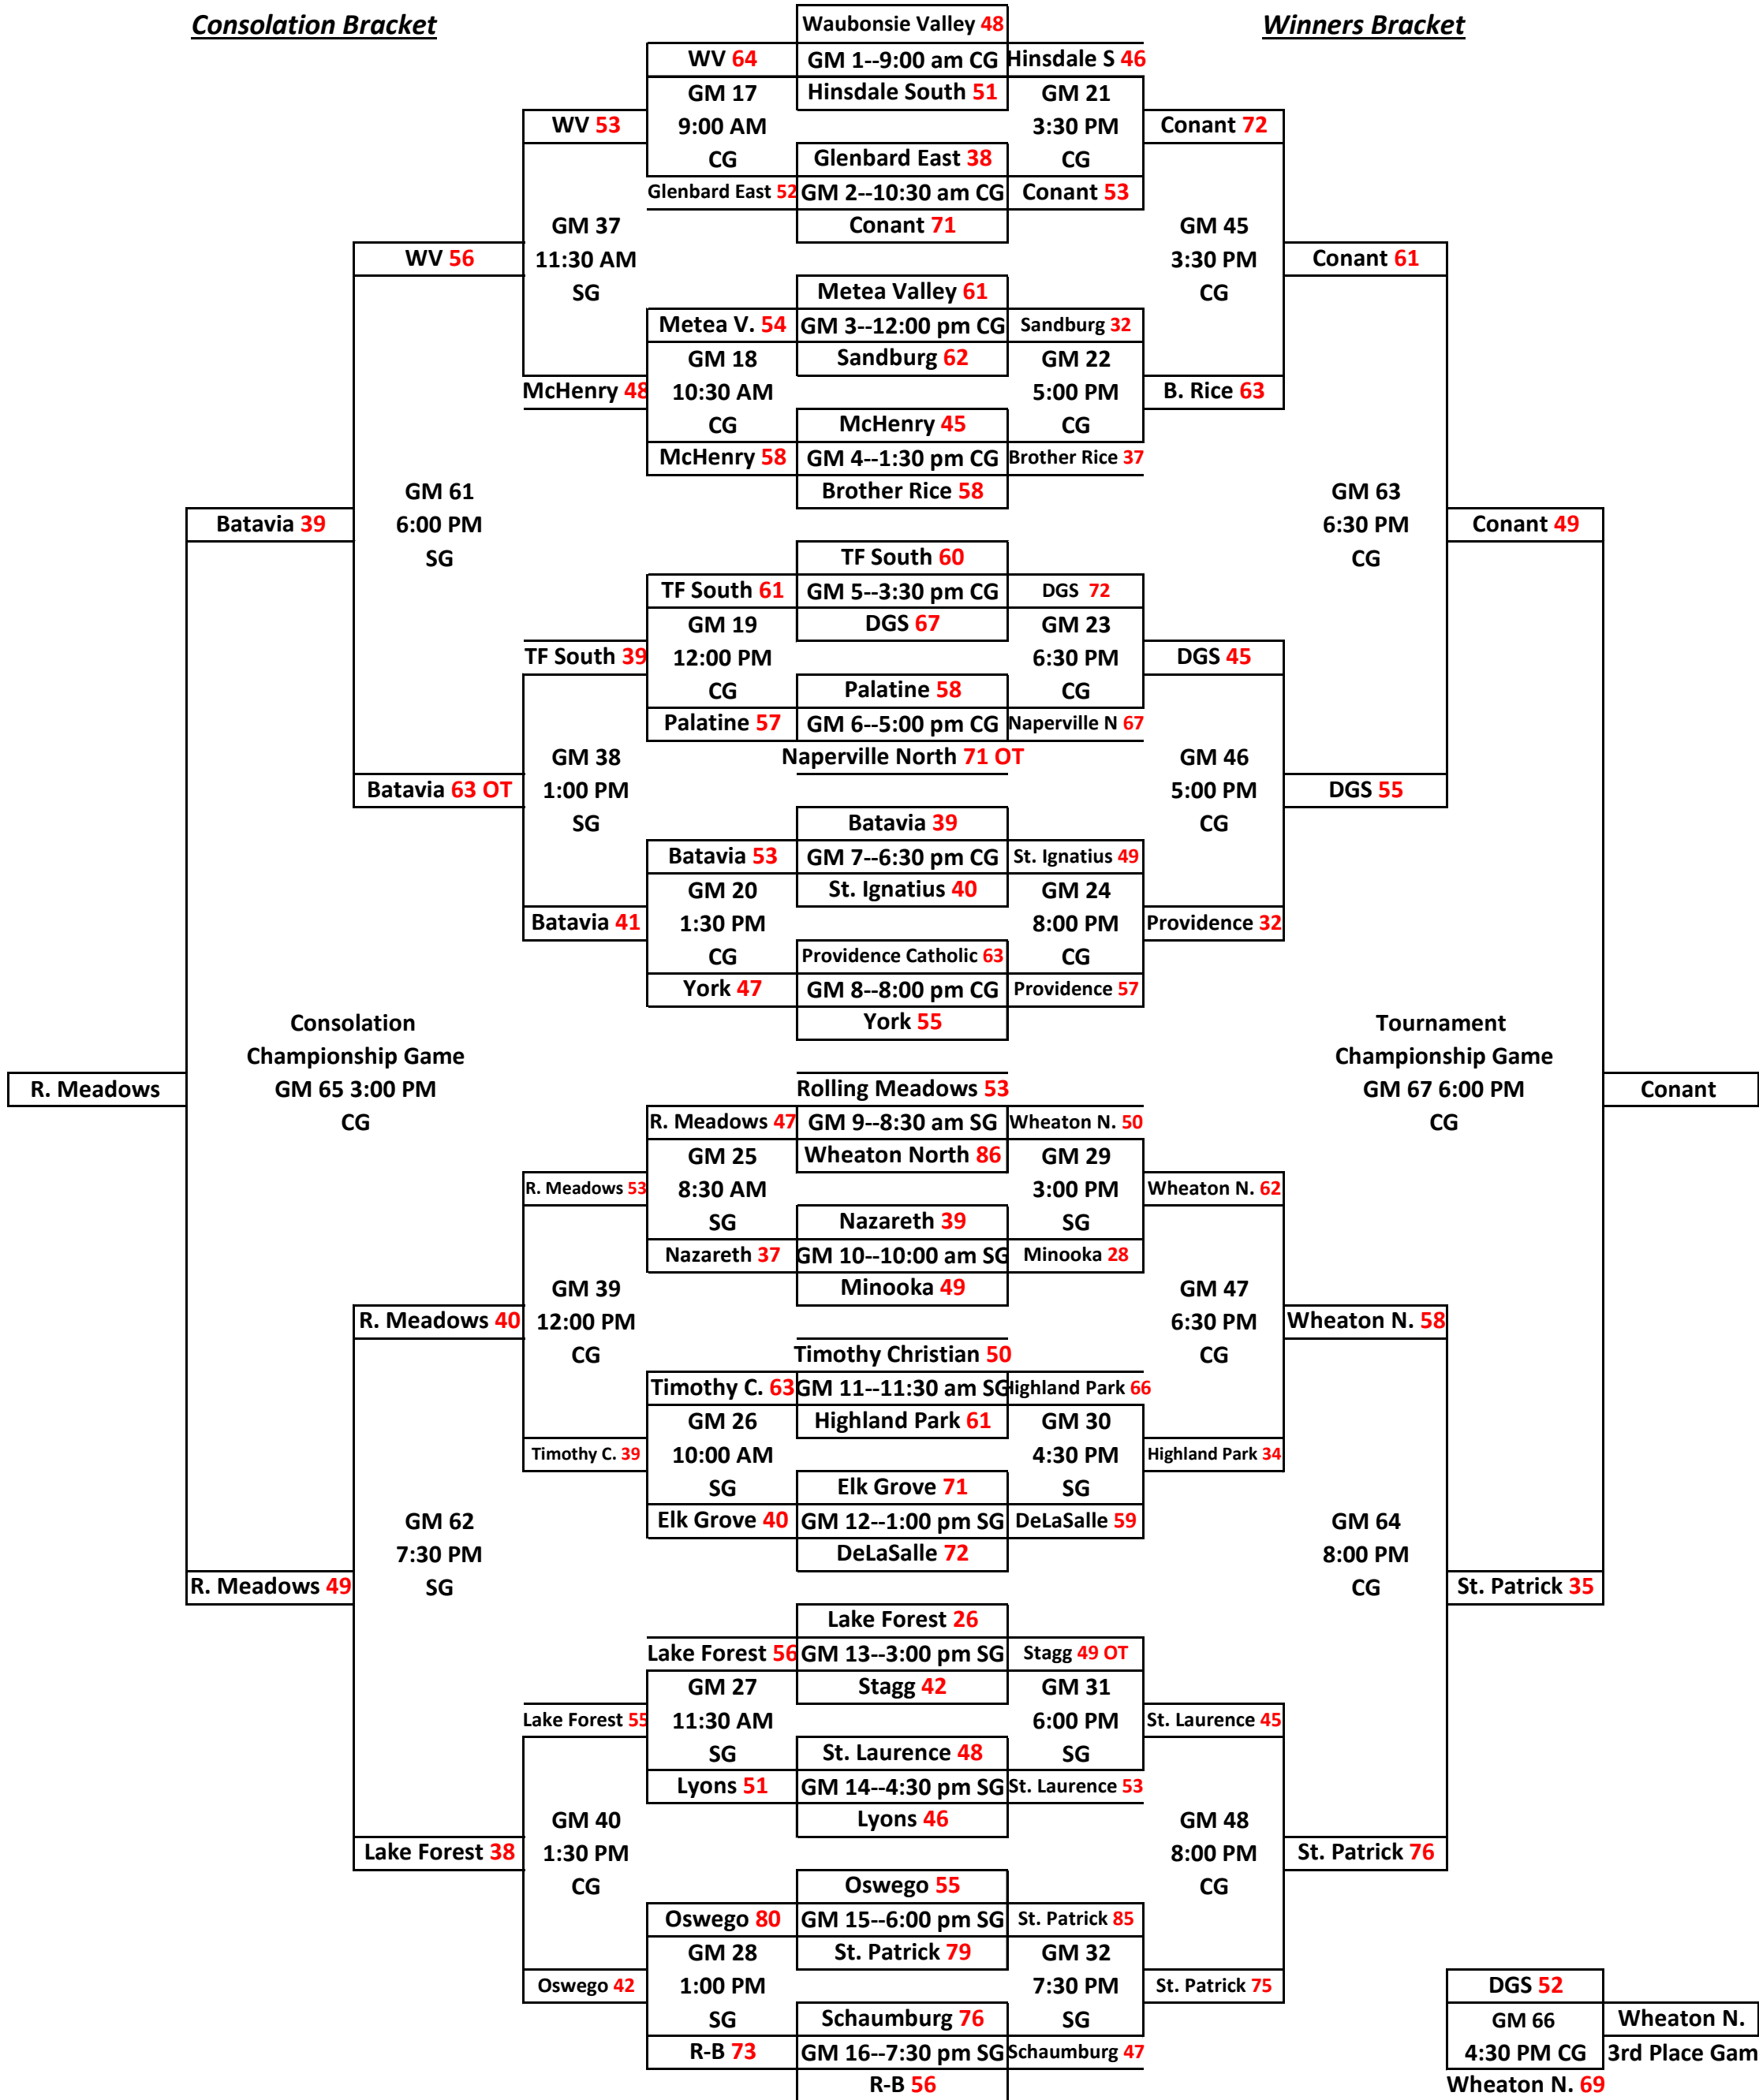 Consolation Bracket
Winners Bracket
Waubonsie Valley 48
WV 64
GM 1--9:00 am CG
Hinsdale S 46
GM 17
Hinsdale South 51
GM 21
WV 53
9:00 AM
3:30 PM
Conant 72
CG
Glenbard East 38
CG
Glenbard East 52
GM 2--10:30 am CG
Conant 53
GM 37
Conant 71
GM 45
WV 56
11:30 AM
3:30 PM
Conant 61
SG
Metea Valley 61
CG
Metea V. 54
GM 3--12:00 pm CG
Sandburg 32
GM 18
Sandburg 62
GM 22
McHenry 48
10:30 AM
5:00 PM
B. Rice 63
CG
McHenry 45
CG
McHenry 58
GM 4--1:30 pm CG
Brother Rice 37
GM 61
Brother Rice 58
GM 63
Batavia 39
6:00 PM
6:30 PM
Conant 49
SG
TF South 60
CG
TF South 61
GM 5--3:30 pm CG
DGS 72
GM 19
DGS 67
GM 23
TF South 39
12:00 PM
6:30 PM
DGS 45
CG
Palatine 58
CG
Palatine 57
GM 6--5:00 pm CG
Naperville N 67
GM 38
Naperville North 71 OT
GM 46
Batavia 63 OT
1:00 PM
5:00 PM
DGS 55
SG
Batavia 39
CG
Batavia 53
GM 7--6:30 pm CG
St. Ignatius 49
GM 20
St. Ignatius 40
GM 24
Batavia 41
1:30 PM
8:00 PM
Providence 32
CG
Providence Catholic 63
CG
York 47
GM 8--8:00 pm CG
Providence 57
Consolation
York 55
Tournament
Championship Game
Championship Game
R. Meadows
GM 65 3:00 PM
Rolling Meadows 53
GM 67 6:00 PM
Conant
CG
R. Meadows 47
GM 9--8:30 am SG
Wheaton N. 50
CG
GM 25
Wheaton North 86
GM 29
R. Meadows 53
8:30 AM
3:00 PM
Wheaton N. 62
SG
Nazareth 39
SG
Nazareth 37
GM 10--10:00 am SG
Minooka 28
GM 39
Minooka 49
GM 47
R. Meadows 40
12:00 PM
6:30 PM
Wheaton N. 58
CG
Timothy Christian 50
CG
Timothy C. 63
GM 11--11:30 am SG
Highland Park 66
GM 26
Highland Park 61
GM 30
Timothy C. 39
10:00 AM
4:30 PM
Highland Park 34
SG
Elk Grove 71
SG
GM 62
Elk Grove 40
GM 12--1:00 pm SG
DeLaSalle 59
GM 64
7:30 PM
DeLaSalle 72
8:00 PM
R. Meadows 49
SG
CG
St. Patrick 35
Lake Forest 26
Lake Forest 56
GM 13--3:00 pm SG
Stagg 49 OT
GM 27
Stagg 42
GM 31
Lake Forest 55
11:30 AM
6:00 PM
St. Laurence 45
SG
St. Laurence 48
SG
Lyons 51
GM 14--4:30 pm SG
St. Laurence 53
GM 40
Lyons 46
GM 48
Lake Forest 38
1:30 PM
8:00 PM
St. Patrick 76
CG
Oswego 55
CG
Oswego 80
GM 15--6:00 pm SG
St. Patrick 85
GM 28
St. Patrick 79
GM 32
Oswego 42
1:00 PM
7:30 PM
St. Patrick 75
DGS 52
SG
Schaumburg 76
SG
GM 66
Wheaton N.
R-B 73
GM 16--7:30 pm SG
Schaumburg 47
4:30 PM CG
3rd Place Gam
R-B 56
Wheaton N. 69